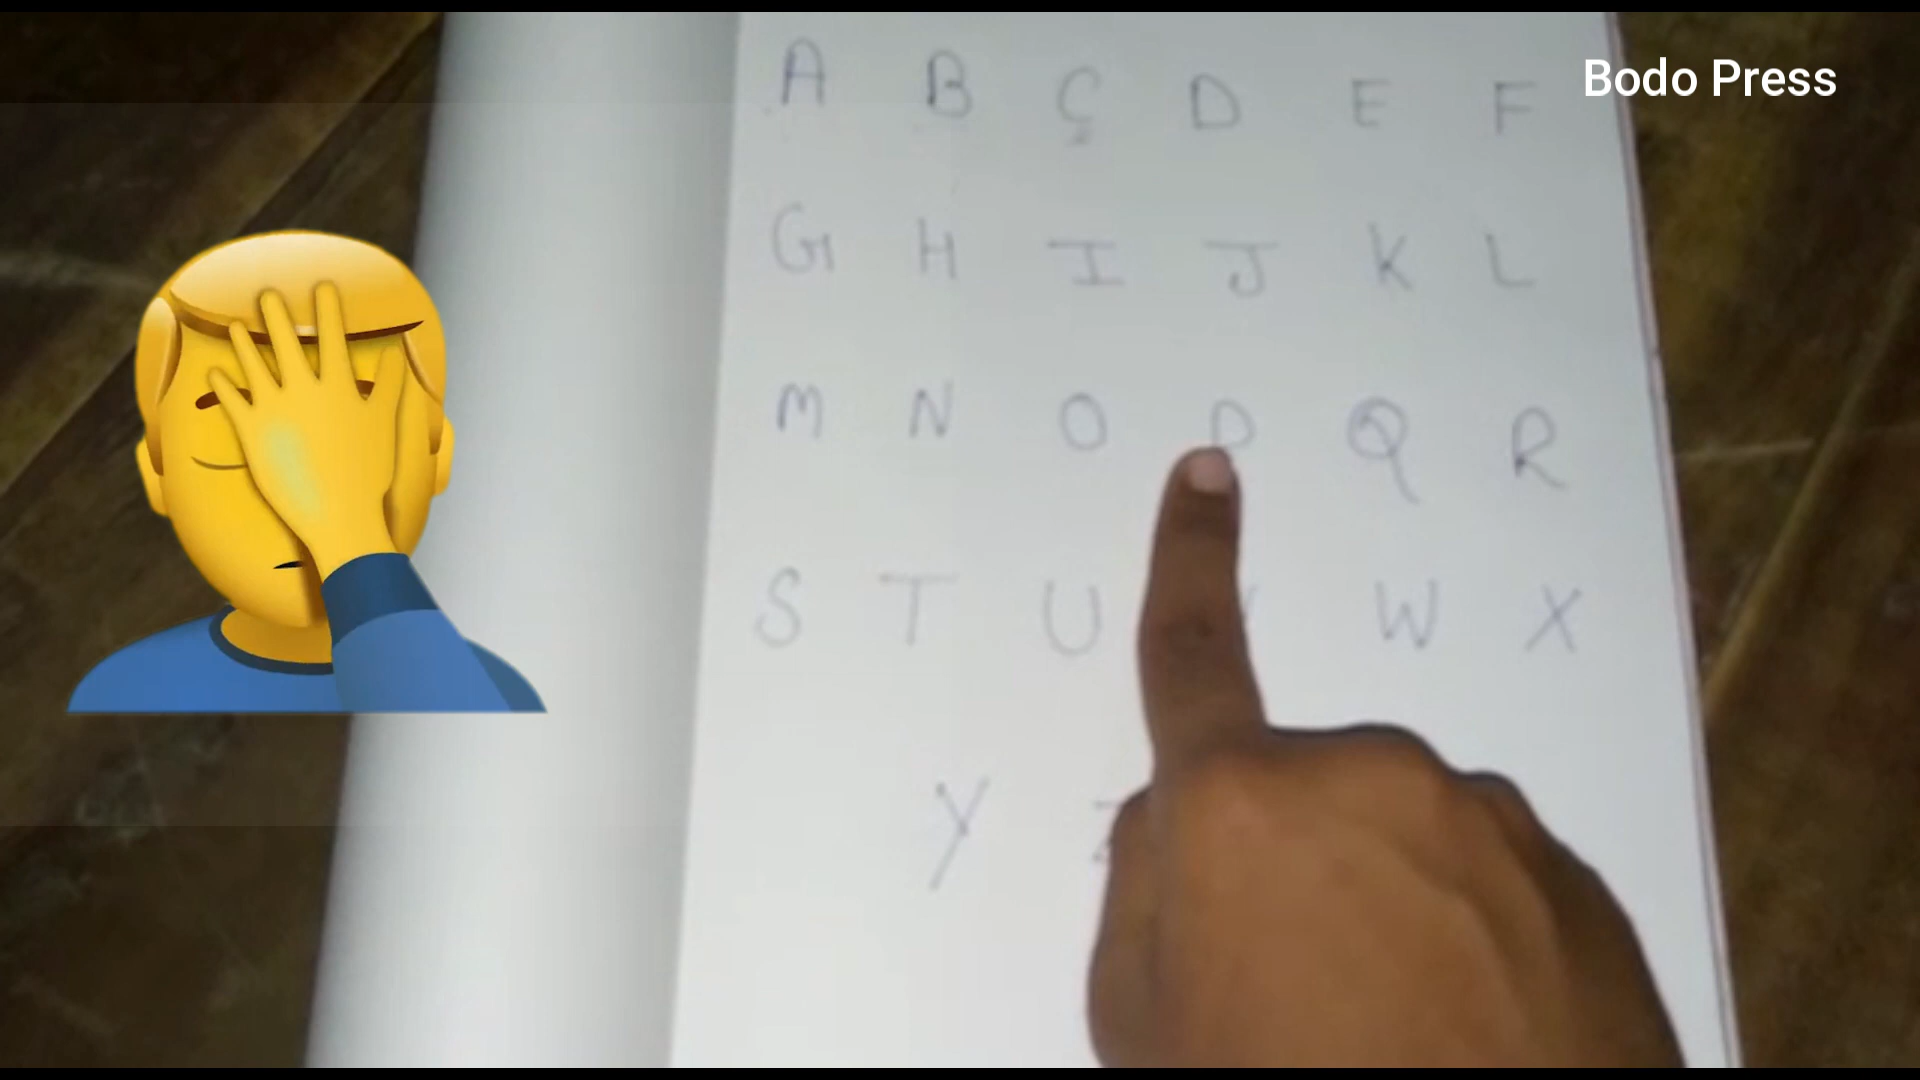 Bodo Press
A B C D E F
G H I J K L
M N O P Q R
S T U W X
Y